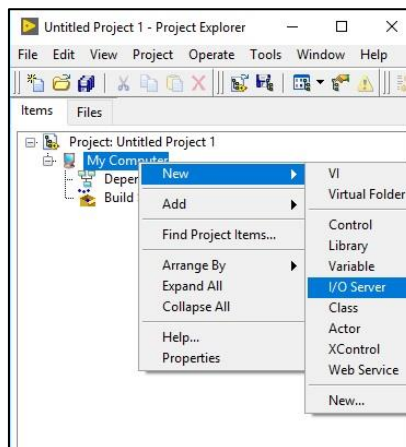 Untitled Project 1 - Project Explorer
File Edit View Project Operate Tools Window Help
Items Files
Project: Untitled Project 1
My Computer
Depen
Build
New
Add
Find Project Items...
Arrange By
Expand All
Collapse All
Help...
Properties
VI
Virtual Folder
Control
Library
Variable
I/O Server
Class
Actor
XControl
Web Service
New...